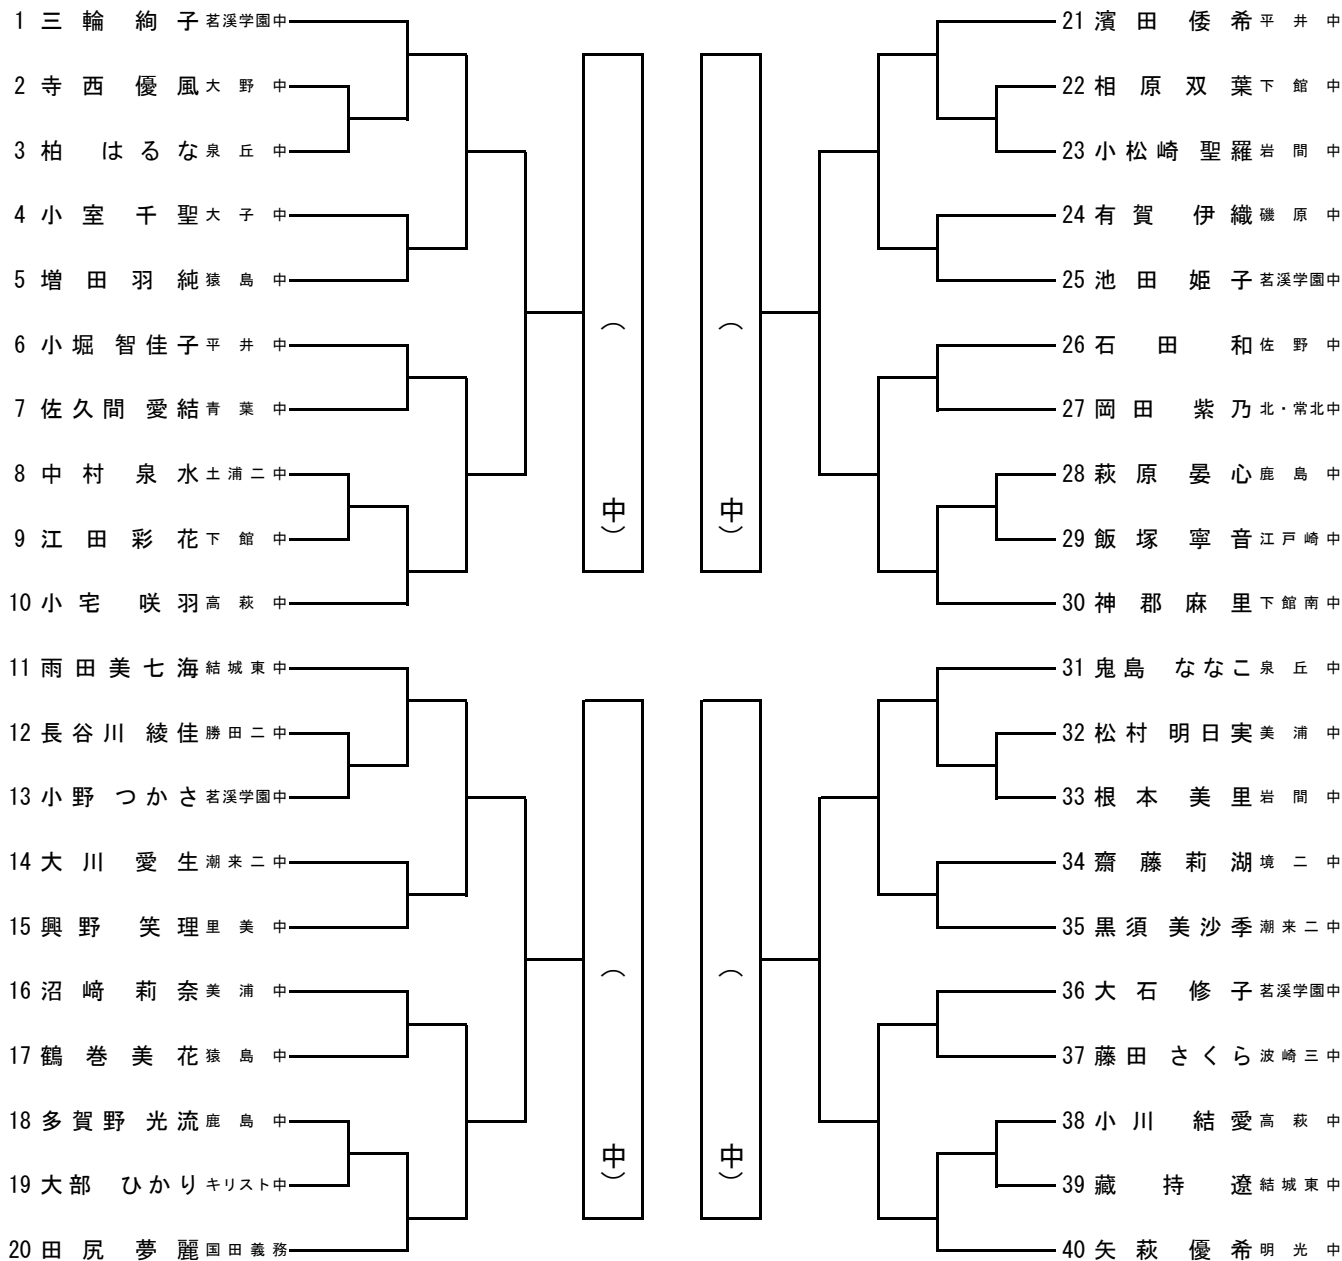 1 三輪 絢子 茗溪学園中
2 寺西 優風 大野中
3 柏 はるな 泉丘中
4 小室 千聖 大子中
5 増田羽純 猿島中
6 小堀 智佳子 平井中
7 佐久間 愛結 青葉中
8 中村 泉水 土浦二中
9 江田彩花 下館中
10 小宅 咲羽 高萩中
11 雨田美七海 結城東中
12 長谷川 綾佳 勝田二中
13 小野 つかさ 茗溪学園中
14 大川 愛生 潮来二中
15 興野 笑理 里美中
16 沼﨑 莉奈 美浦中
17 鶴巻美花 猿島中
18 多賀野 光流 鹿島中
19 大部 ひかり キリスト中
20 田尻 夢麗 国田義務
(
中)
(
中)
(
中)
(
中)
21 濱田 倭希 平井中
22 相原双葉 下館中
23 小松崎 聖羅 岩間中
24 有賀 伊織 磯原中
25 池田 姫子 茗溪学園中
26 石田 和 佐野中
27 岡田 紫乃 北・常北中
28 萩原 晏心 鹿島中
29 飯塚 寧音 江戸崎中
30 神郡麻里 下館南中
31 鬼島 ななこ 泉丘中
32 松村 明日実 美浦中
33 根本 美里 岩間中
34 齋藤莉湖 境二中
35 黒須 美沙季 潮来二中
36 大石 修子 茗溪学園中
37 藤田 さくら 波崎三中
38 小川 結愛 高萩中
39 藏持 遼 結城東中
40 矢萩 優希 明光中